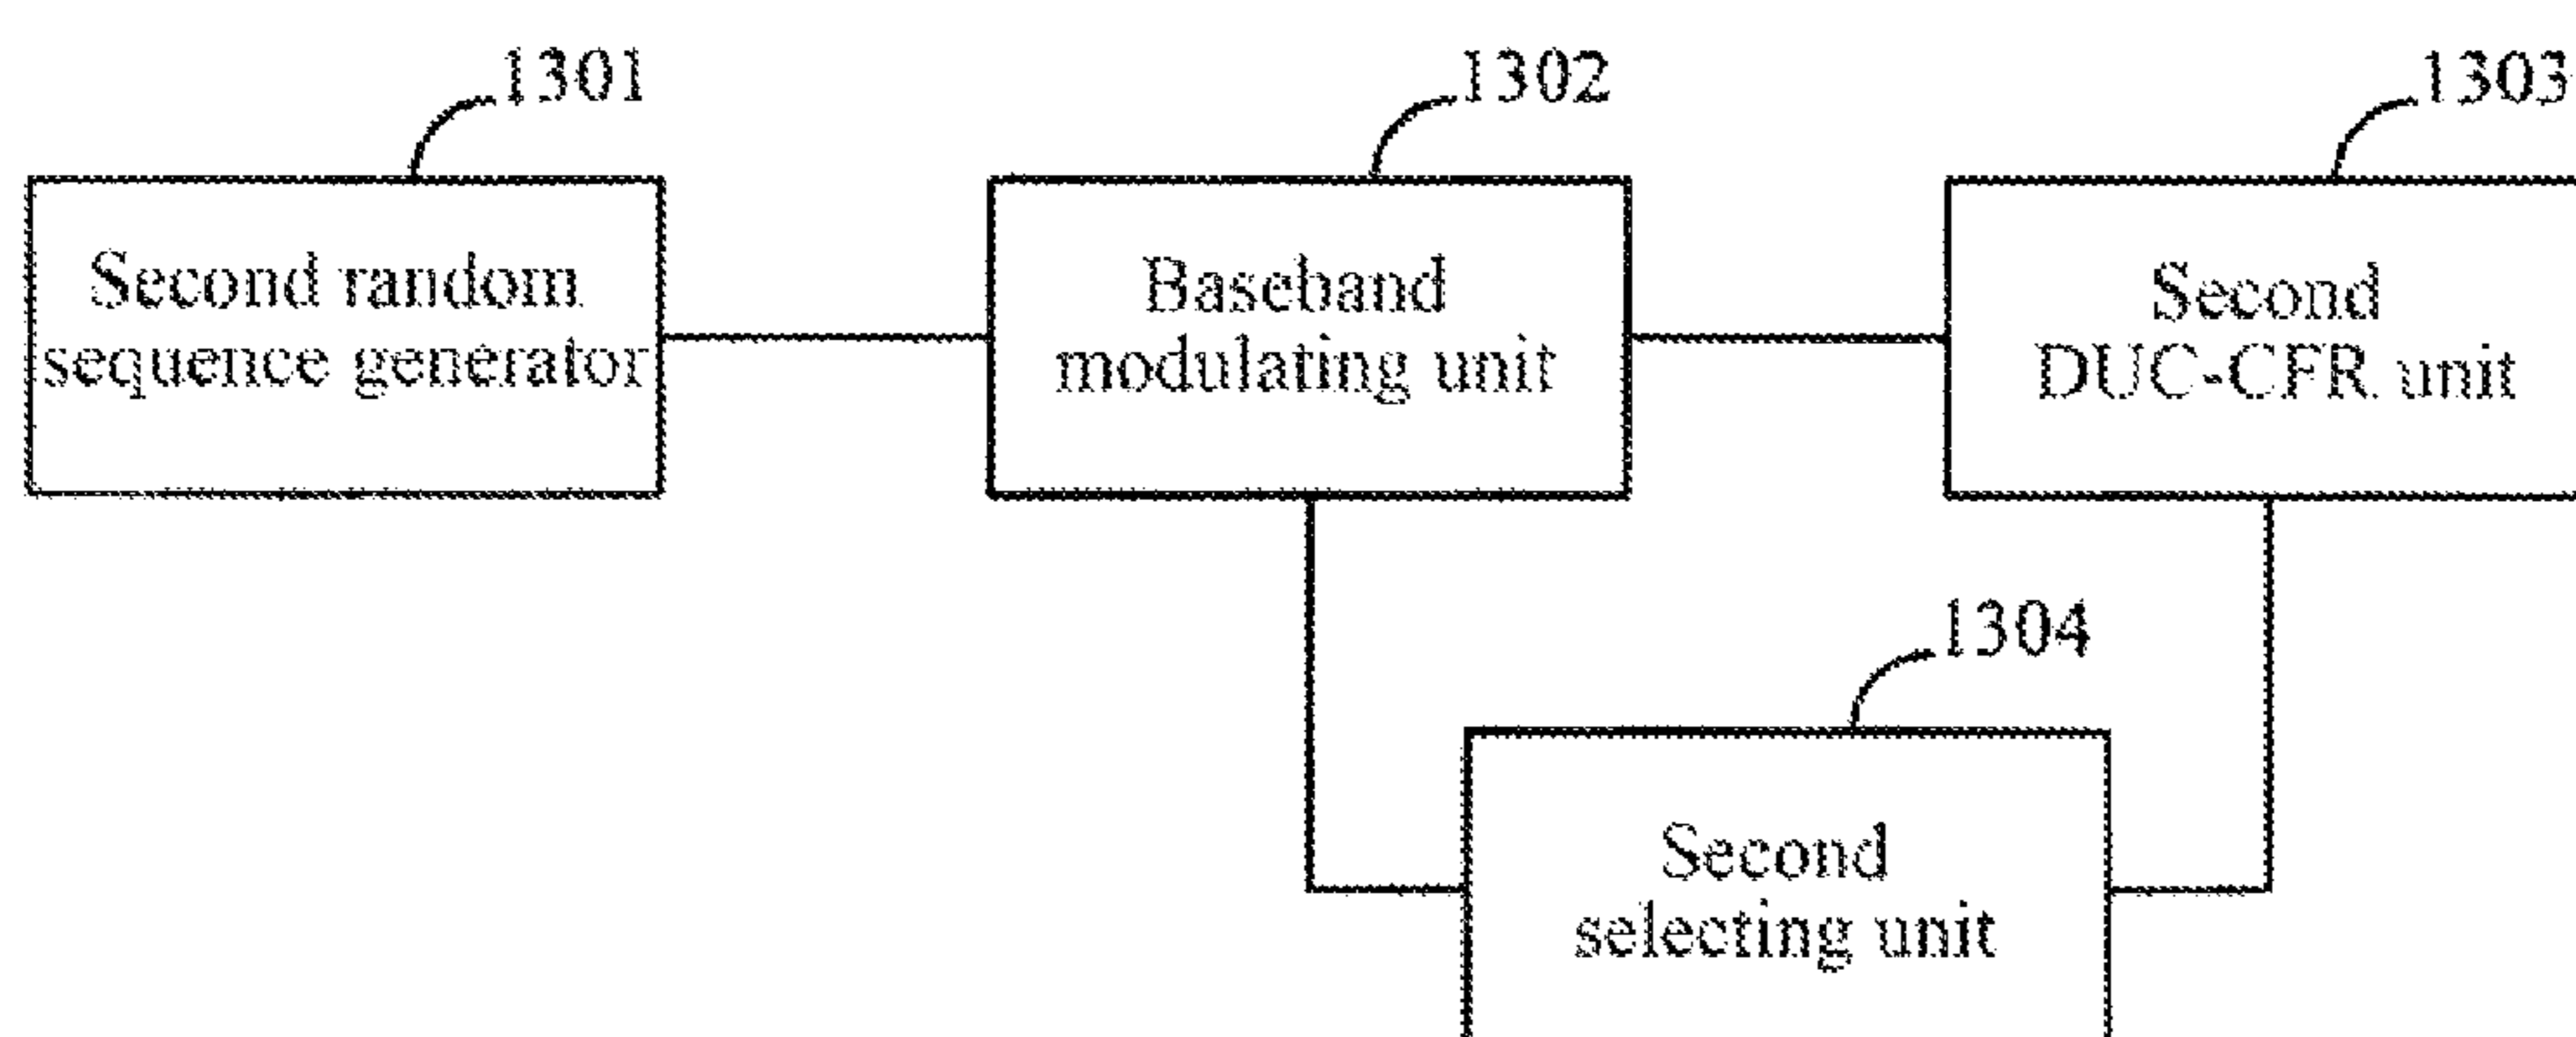 1301
1302
1303
Second random
sequence generator
Baseband
modulating unit
Second
DUC-CFR unit
1304
Second
selecting unit